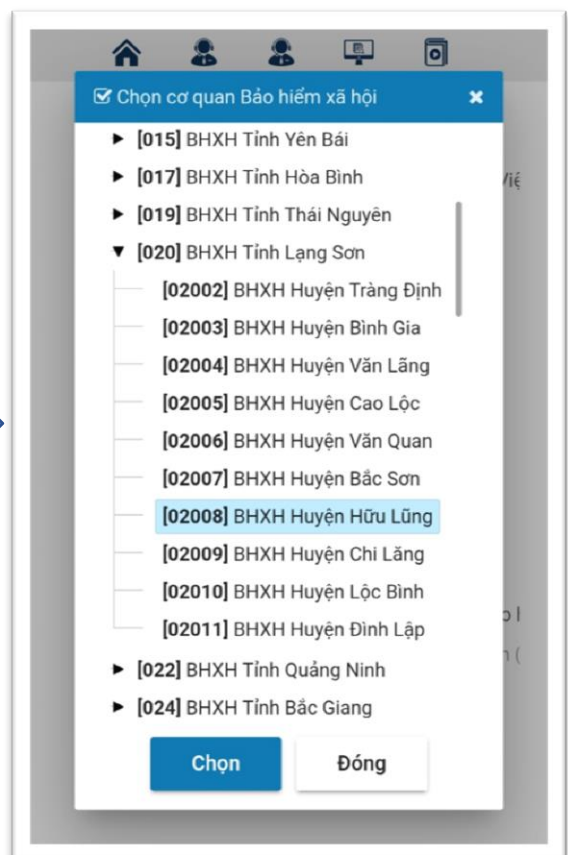 Chọn cơ quan Bảo hiểm xã hội
[015] BHXH Tỉnh Yên Bái
[017] BHXH Tỉnh Hòa Bình
[019] BHXH Tỉnh Thái Nguyên
[020] BHXH Tỉnh Lạng Sơn
[02002] BHXH Huyện Tràng Định
[02003] BHXH Huyện Bình Gia
[02004] BHXH Huyện Văn Lãng
[02005] BHXH Huyện Cao Lộc
[02006] BHXH Huyện Văn Quan
[02007] BHXH Huyện Bắc Sơn
[02008] BHXH Huyện Hữu Lũng
[02009] BHXH Huyện Chi Lăng
[02010] BHXH Huyện Lộc Bình
[02011] BHXH Huyện Đình Lập
[022] BHXH Tỉnh Quảng Ninh
[024] BHXH Tỉnh Bắc Giang
Chọn
Đóng